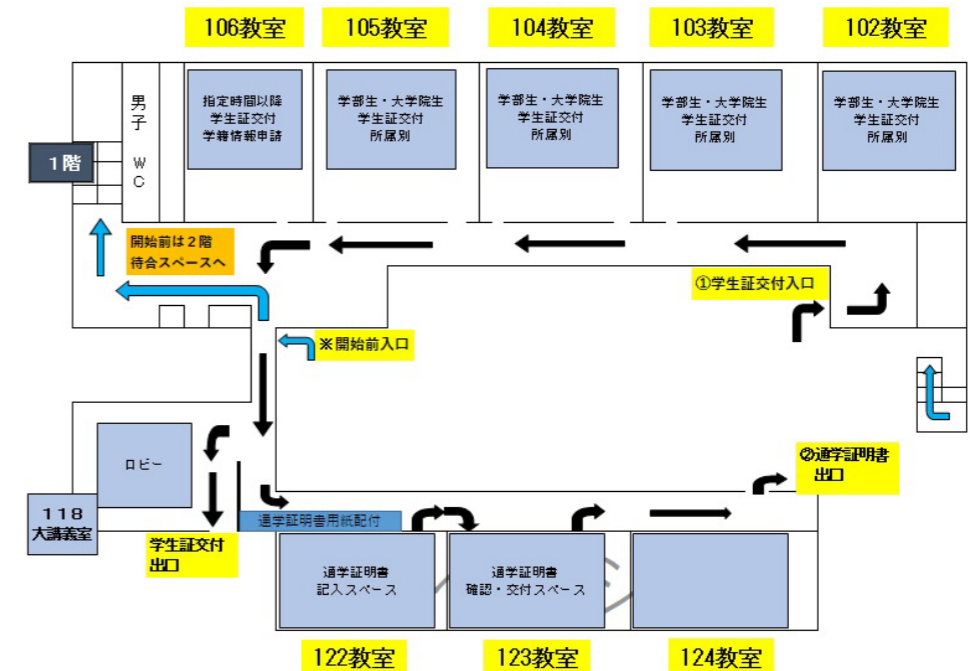 106教室
105教室
104教室
103教室
102教室
男子 WC
指定時間以降
学生証交付
学籍情報申請
学部生・大学院生
学生証交付
所属別
学部生・大学院生
学生証交付
所属別
学部生・大学院生
学生証交付
所属別
学部生・大学院生
学生証交付
所属別
1階
開始前は2階
待合スペースへ
①学生証交付入口
※開始前入口
ロビー
②通学証明書
出口
118
大講義室
通学証明書用紙配付
学生証交付
出口
通学証明書
記入スペース
通学証明書
確認・交付スペース
122教室
123教室
124教室